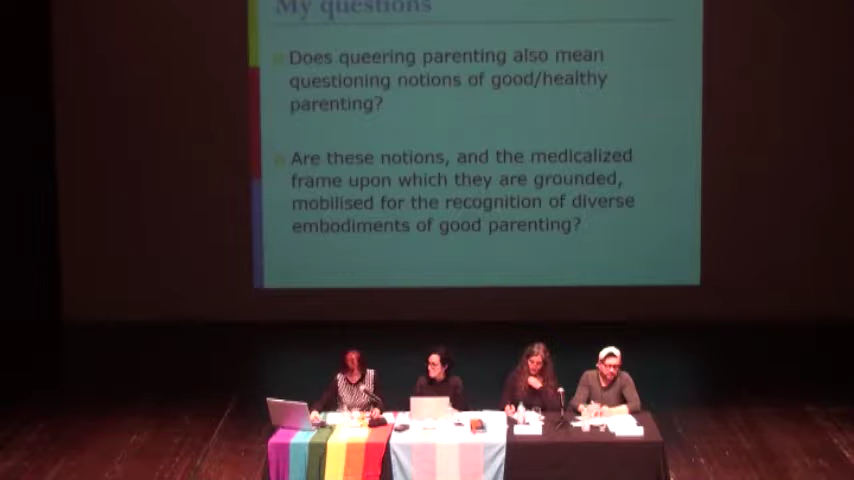 My questions
Does queering parenting also mean
questioning notions of good/healthy
parenting?
Are these notions, and the medicalized
frame upon which they are grounded,
mobilised for the recognition of diverse
embodiments of good parenting?